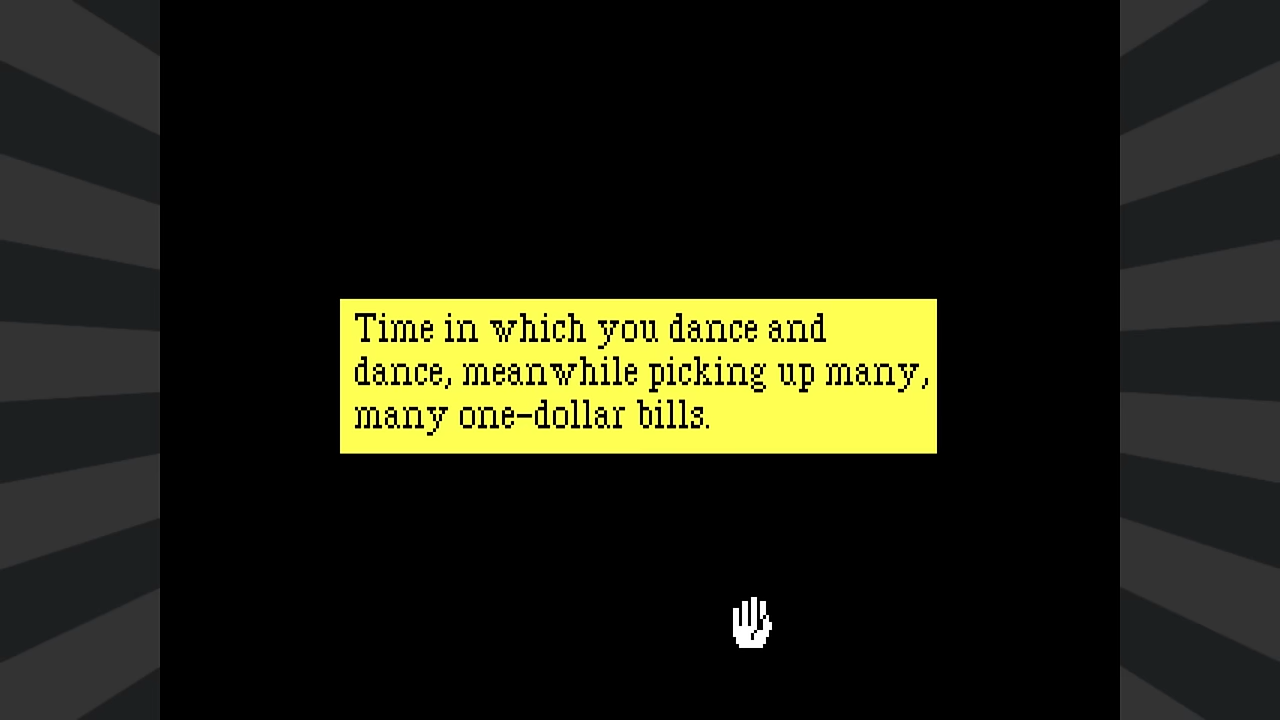 Time in which you dance and
dance, meanwhile picking up many,
many one-dollar bills.